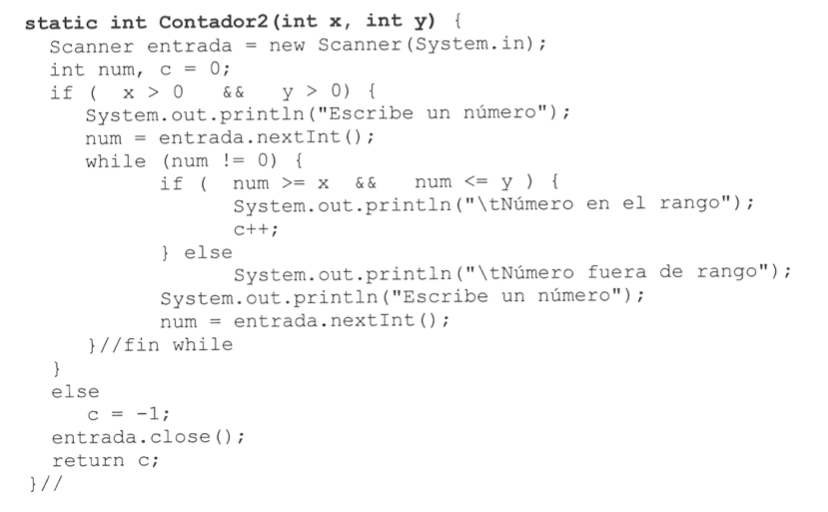 static int Contador2(int x, int y) {
Scanner entrada = new Scanner(System.in);
int num, c = 0;
if ( x > 0 && y > 0) {
System.out.println("Escribe un número");
num = entrada.nextInt();
while (num != 0) {
if ( num >= x && num <= y ) {
System.out.println("\tNúmero en el rango");
c++;
} else
System.out.println("\tNúmero fuera de rango");
System.out.println("Escribe un número");
num = entrada.nextInt();
}//fin while
}
else
c = -1;
entrada.close();
return c;
}//